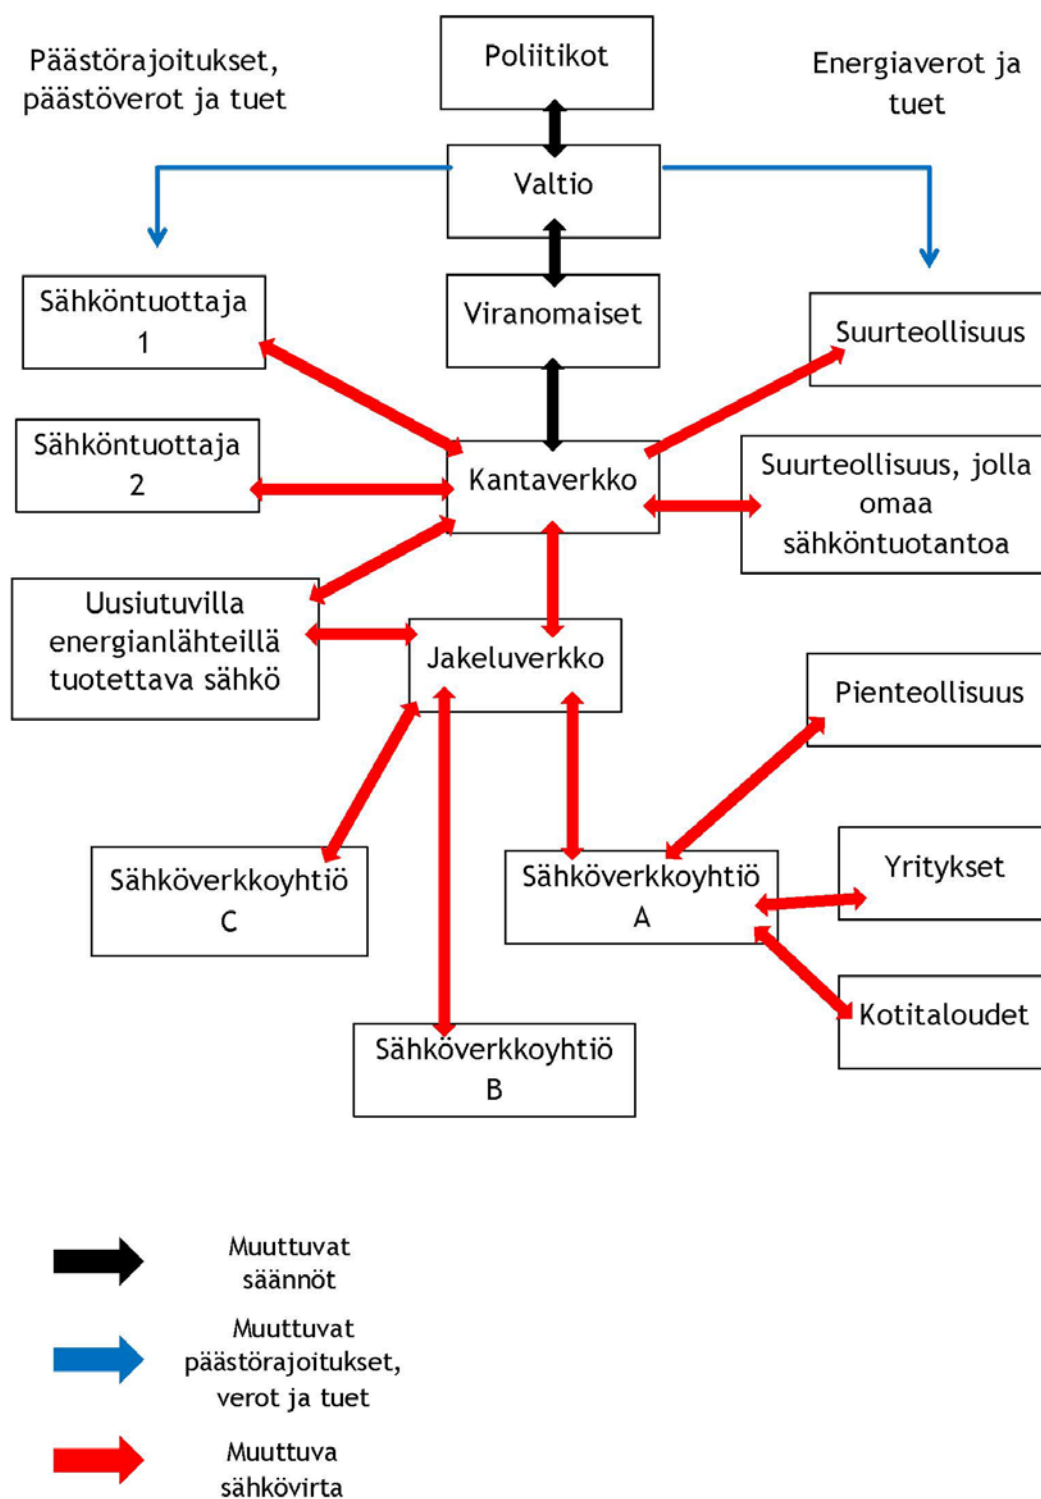 Päästörajoitukset,
päästöverot ja tuet
Poliitikot
Energiaverot ja
tuet
Valtio
Sähköntuottaja
1
Viranomaiset
Suurteollisuus
Sähköntuottaja
2
Kantaverkko
Suurteollisuus, jolla
omaa
sähköntuotantoa
Uusiutuvilla
energianlähteillä
tuotettava sähkö
Jakeluverkko
Pienteollisuus
Sähköverkkoyhtiö
C
Sähköverkkoyhtiö
A
Yritykset
Kotitaloudet
Sähköverkkoyhtiö
B
Muuttuvat
säännöt
Muuttuvat
päästörajoitukset,
verot ja tuet
Muuttuva
sähkövirta